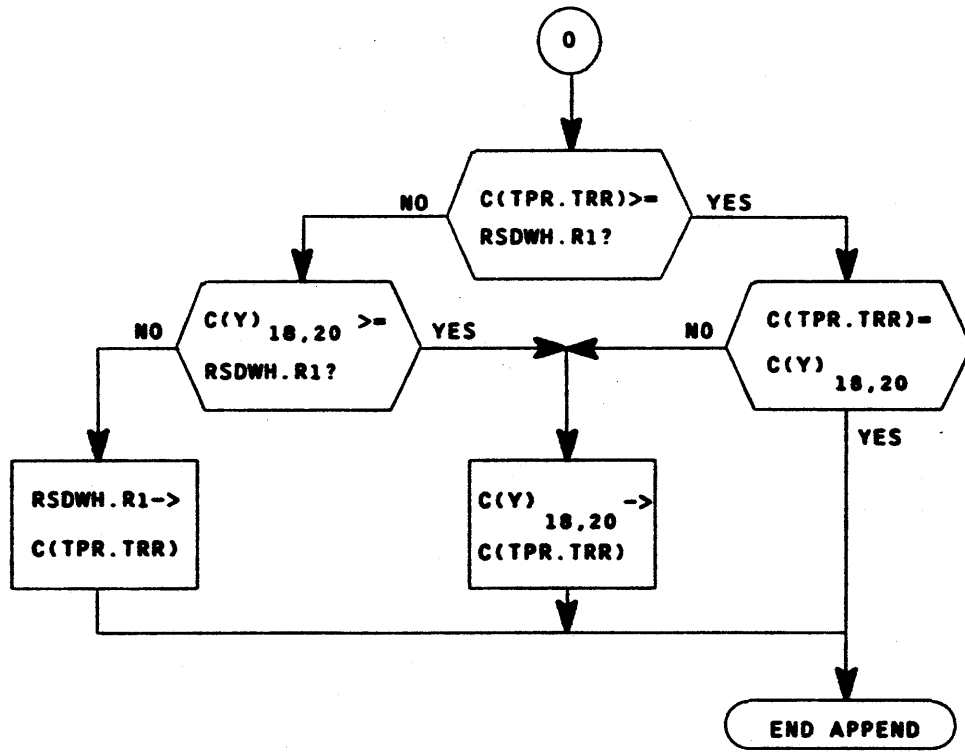 O
C(TPR.TRR)>=
RSDWH.R1?
NO
YES
C(Y) 18,20 >=
RSDWH.R1?
NO
YES
C(TPR.TRR)=
C(Y) 18,20
NO
YES
RSDWH.R1->
C(TPR.TRR)
C(Y) 18,20 ->
C(TPR.TRR)
END APPEND